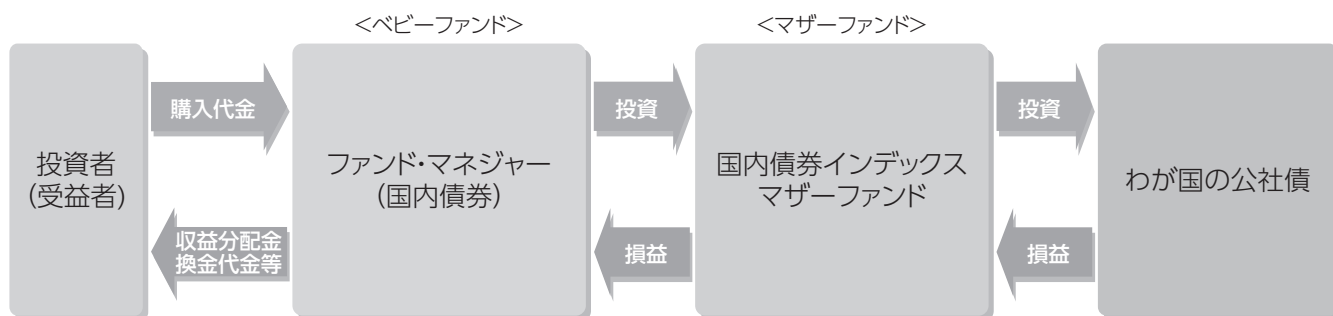 <ベビーファンド>
<マザーファンド>
投資者
(受益者)
購入代金
収益分配金
換金代金等
ファンド・マネジャー
(国内債券)
投資
損益
国内債券インデックス
マザーファンド
投資
損益
わが国の公社債